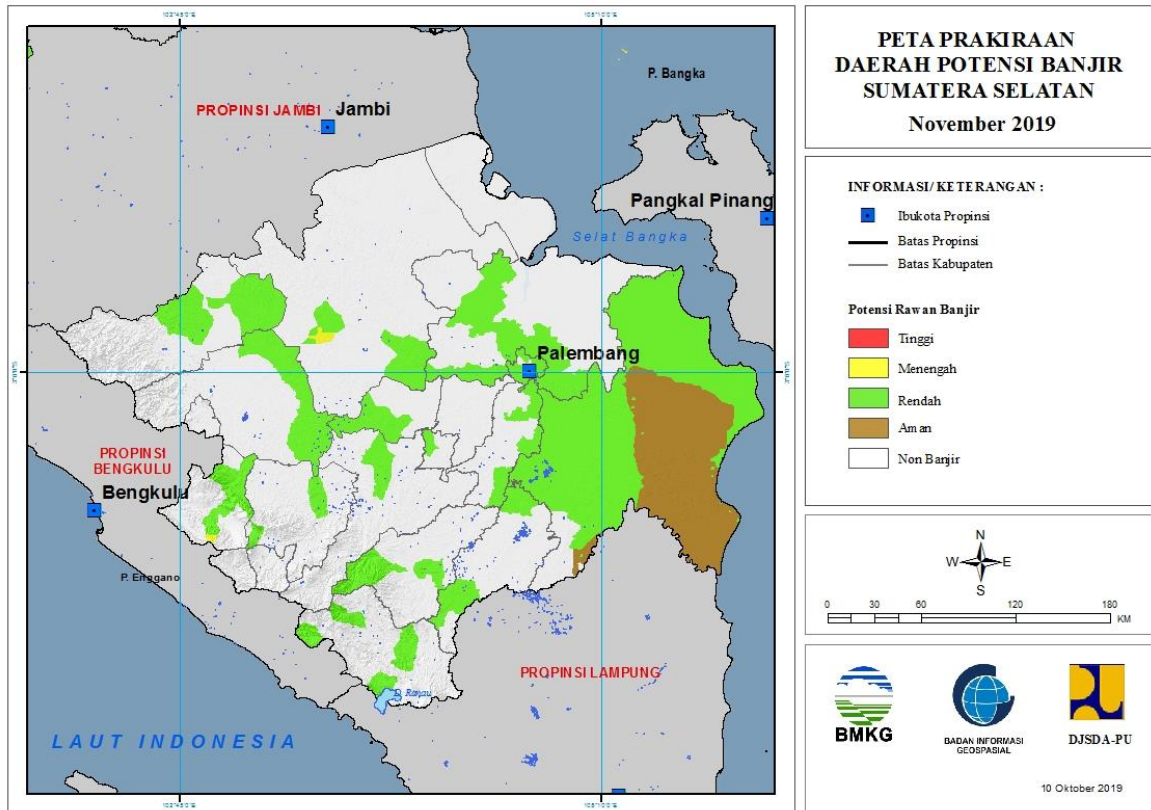 PETA PRAKIRAAN
DAERAH POTENSI BANJIR
SUMATERA SELATAN
November 2019
INFORMASI/ KETERANGAN :
Ibukota Propinsi
Batas Propinsi
Batas Kabupaten
Potensi Rawan Banjir
Tinggi
Menengah
Rendah
Aman
Non Banjir
N
W E
S
0 30 60 120 180
KM
BMKG
BADAN INFORMASI
GEOSPASIAL
DJSDA-PU
10 Oktober 2019
P. Bangka
PROPINSI JAMBI
Jambi
Pangkal Pinang
Selat Bangka
Palembang
PROPINSI
BENGKULU
Bengkulu
P. Enggano
PROPINSI LAMPUNG
D. Ranau
LAUT INDONESIA